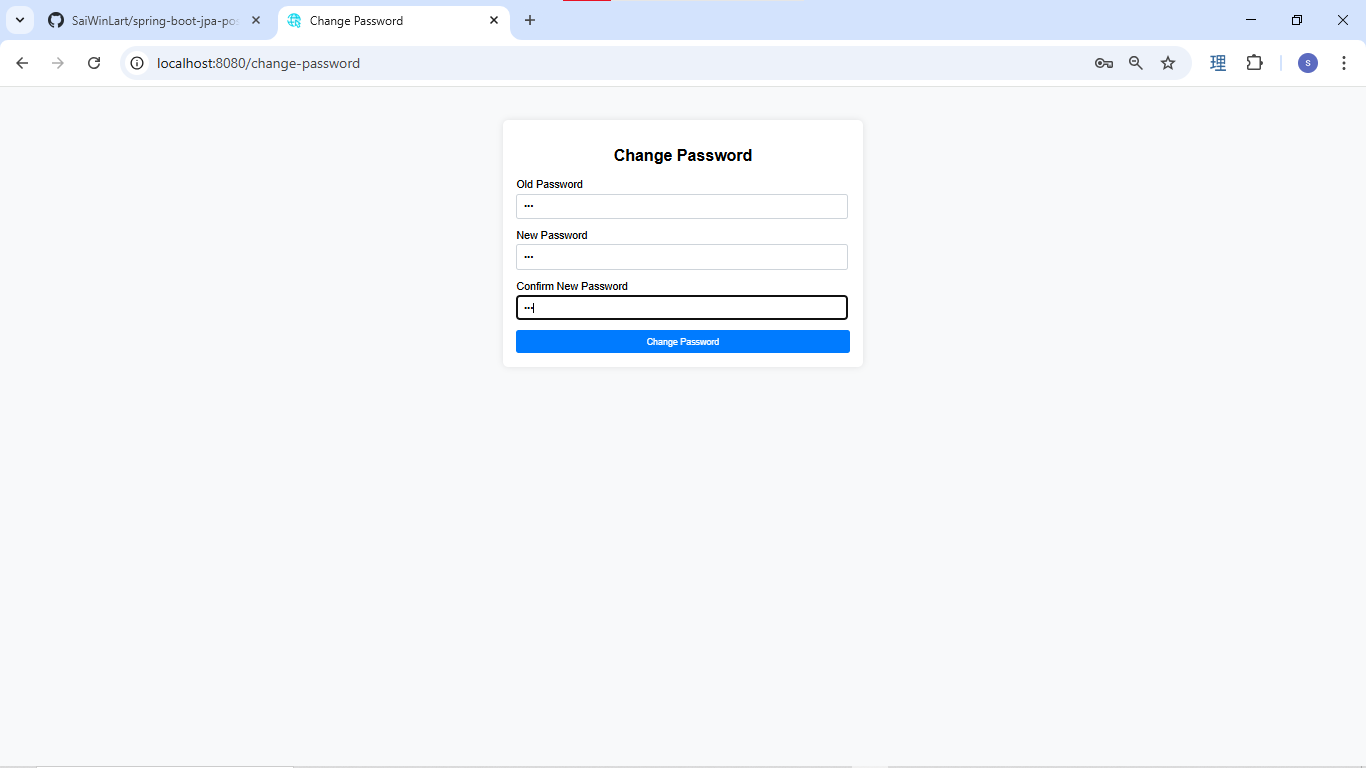 SaiWinLart/spring-boot-jpa-pos
Change Password
localhost:8080/change-password
理
s
Change Password
Old Password
•••
New Password
•••
Confirm New Password
•••
Change Password